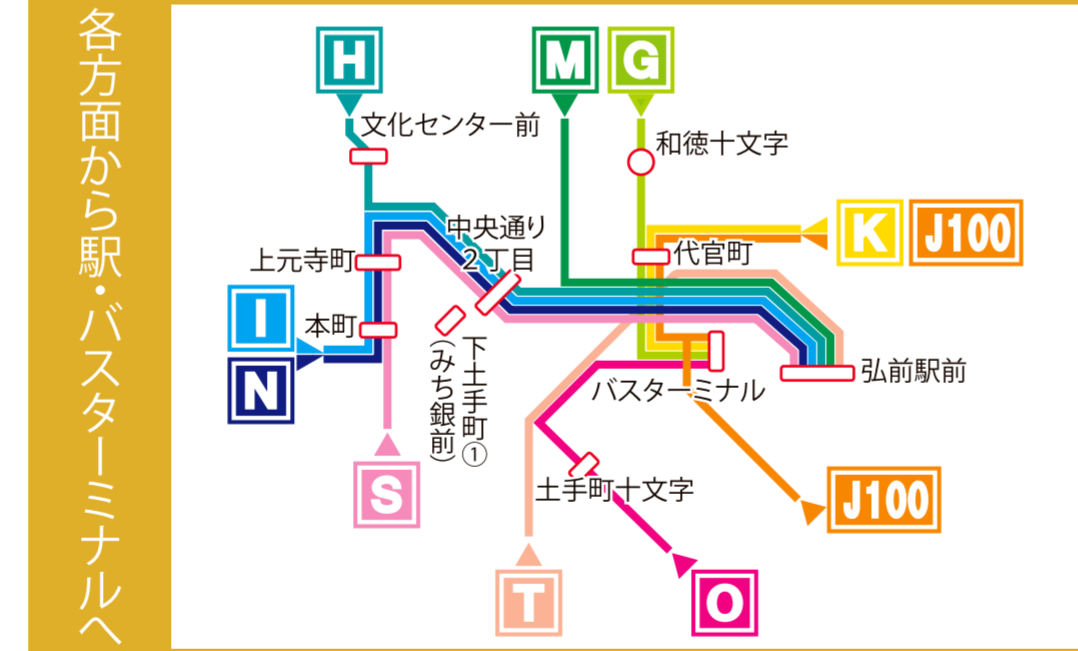 各方面から駅・バスターミナルへ
H
M
G
文化センター前
和徳十文字
K
J100
中央通り
2丁目
代官町
上元寺町
I
本町
N
下土手町①
(みち銀前)
バスターミナル
弘前駅前
S
土手町十文字
J100
T
O